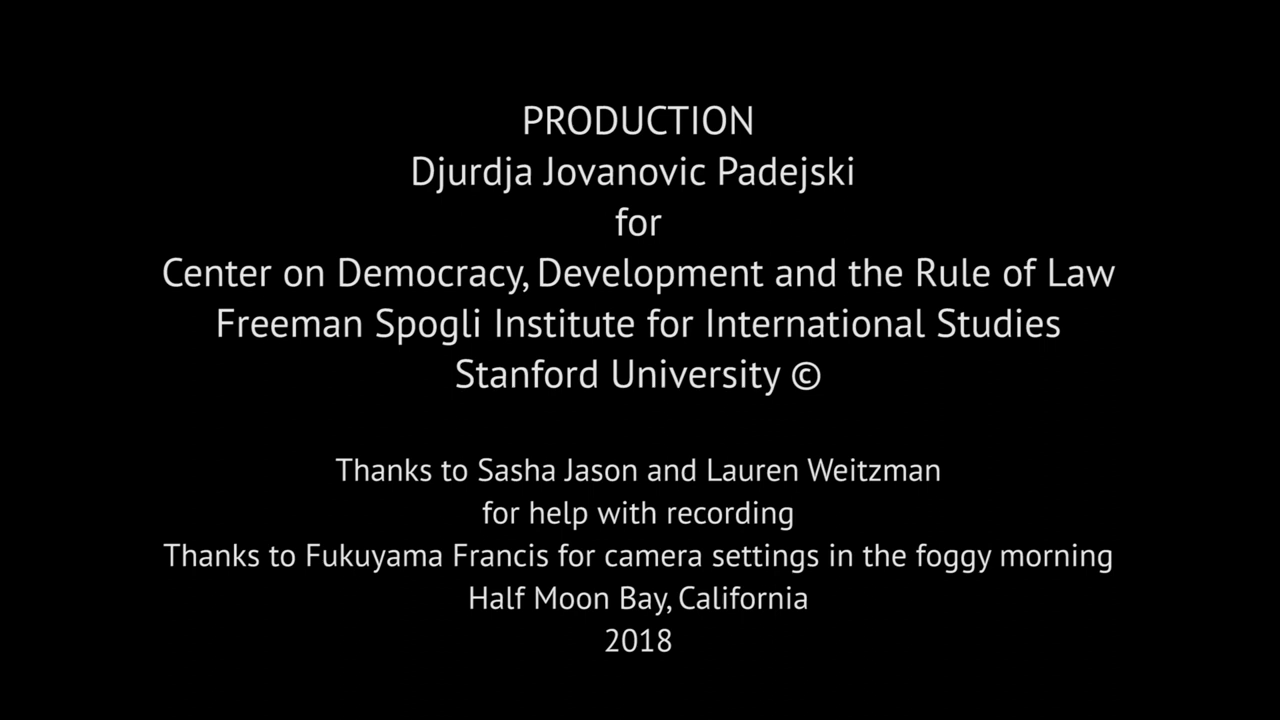 PRODUCTION
Djurdja Jovanovic Padejski
for
Center on Democracy, Development and the Rule of Law
Freeman Spogli Institute for International Studies
Stanford University ©
Thanks to Sasha Jason and Lauren Weitzman
for help with recording
Thanks to Fukuyama Francis for camera settings in the foggy morning
Half Moon Bay, California
2018